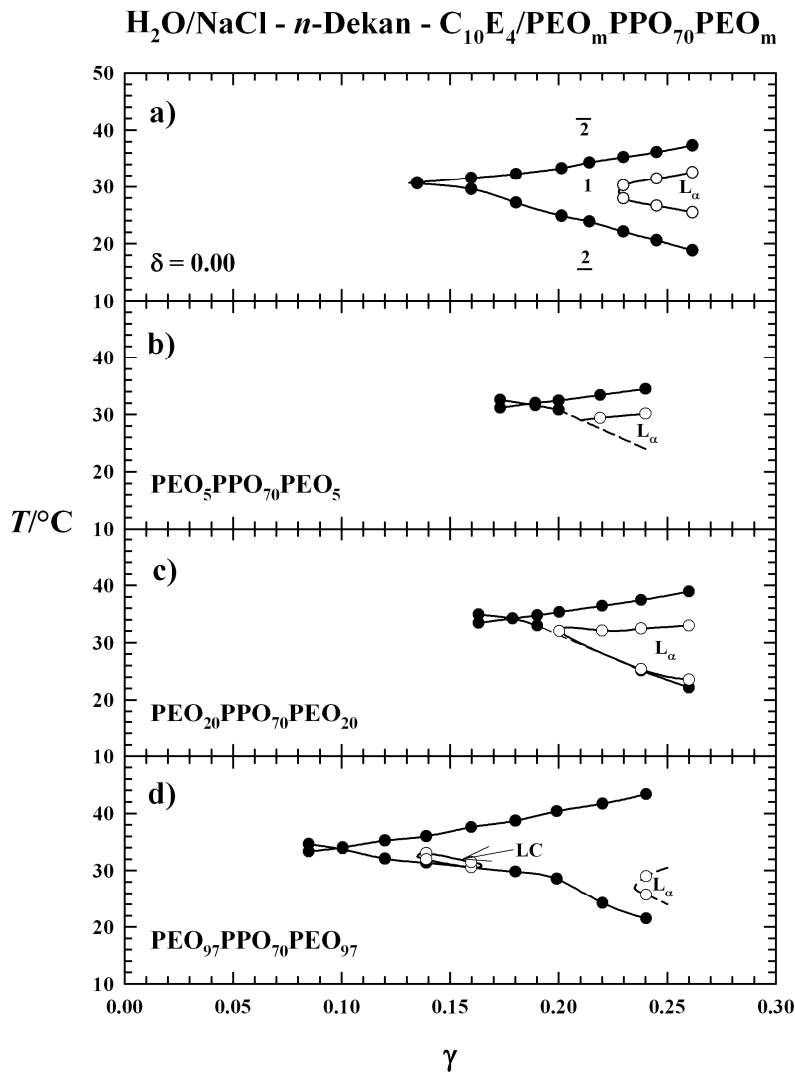 H₂O/NaCl - n-Dekan - C₁₀E₄/PEOₘPPO₇₀PEOₘ
50
a)
2̅
40
1
Lα
30
20
2̲
δ = 0.00
10
b)
40
30
Lα
20
PEO₅PPO₇₀PEO₅
T/°C
10
c)
40
30
Lα
20
PEO₂₀PPO₇₀PEO₂₀
10
d)
40
LC
30
Lα
20
PEO₉₇PPO₇₀PEO₉₇
10
0.00 0.05 0.10 0.15 0.20 0.25 0.30
γ